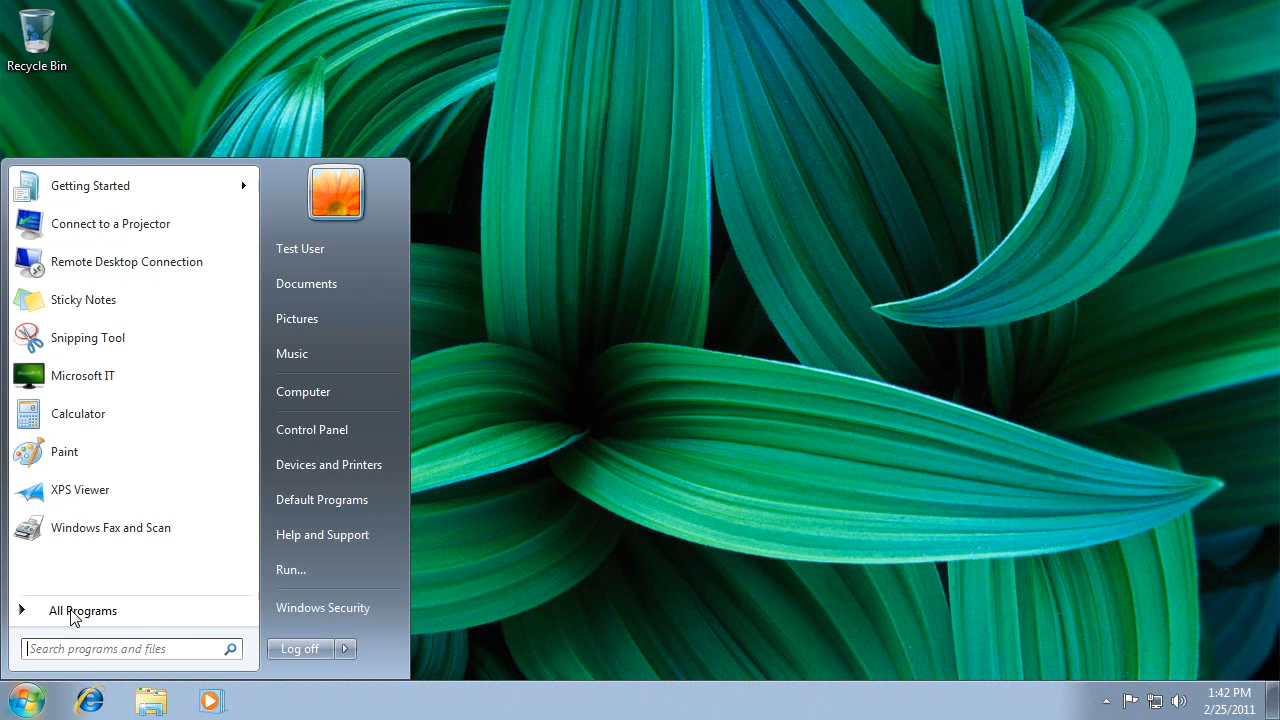 Recycle Bin
Getting Started
Connect to a Projector
Remote Desktop Connection
Sticky Notes
Snipping Tool
Microsoft IT
Calculator
Paint
XPS Viewer
Windows Fax and Scan
All Programs
Search programs and files
Test User
Documents
Pictures
Music
Computer
Control Panel
Devices and Printers
Default Programs
Help and Support
Run...
Windows Security
Log off
1:42 PM
2/25/2011